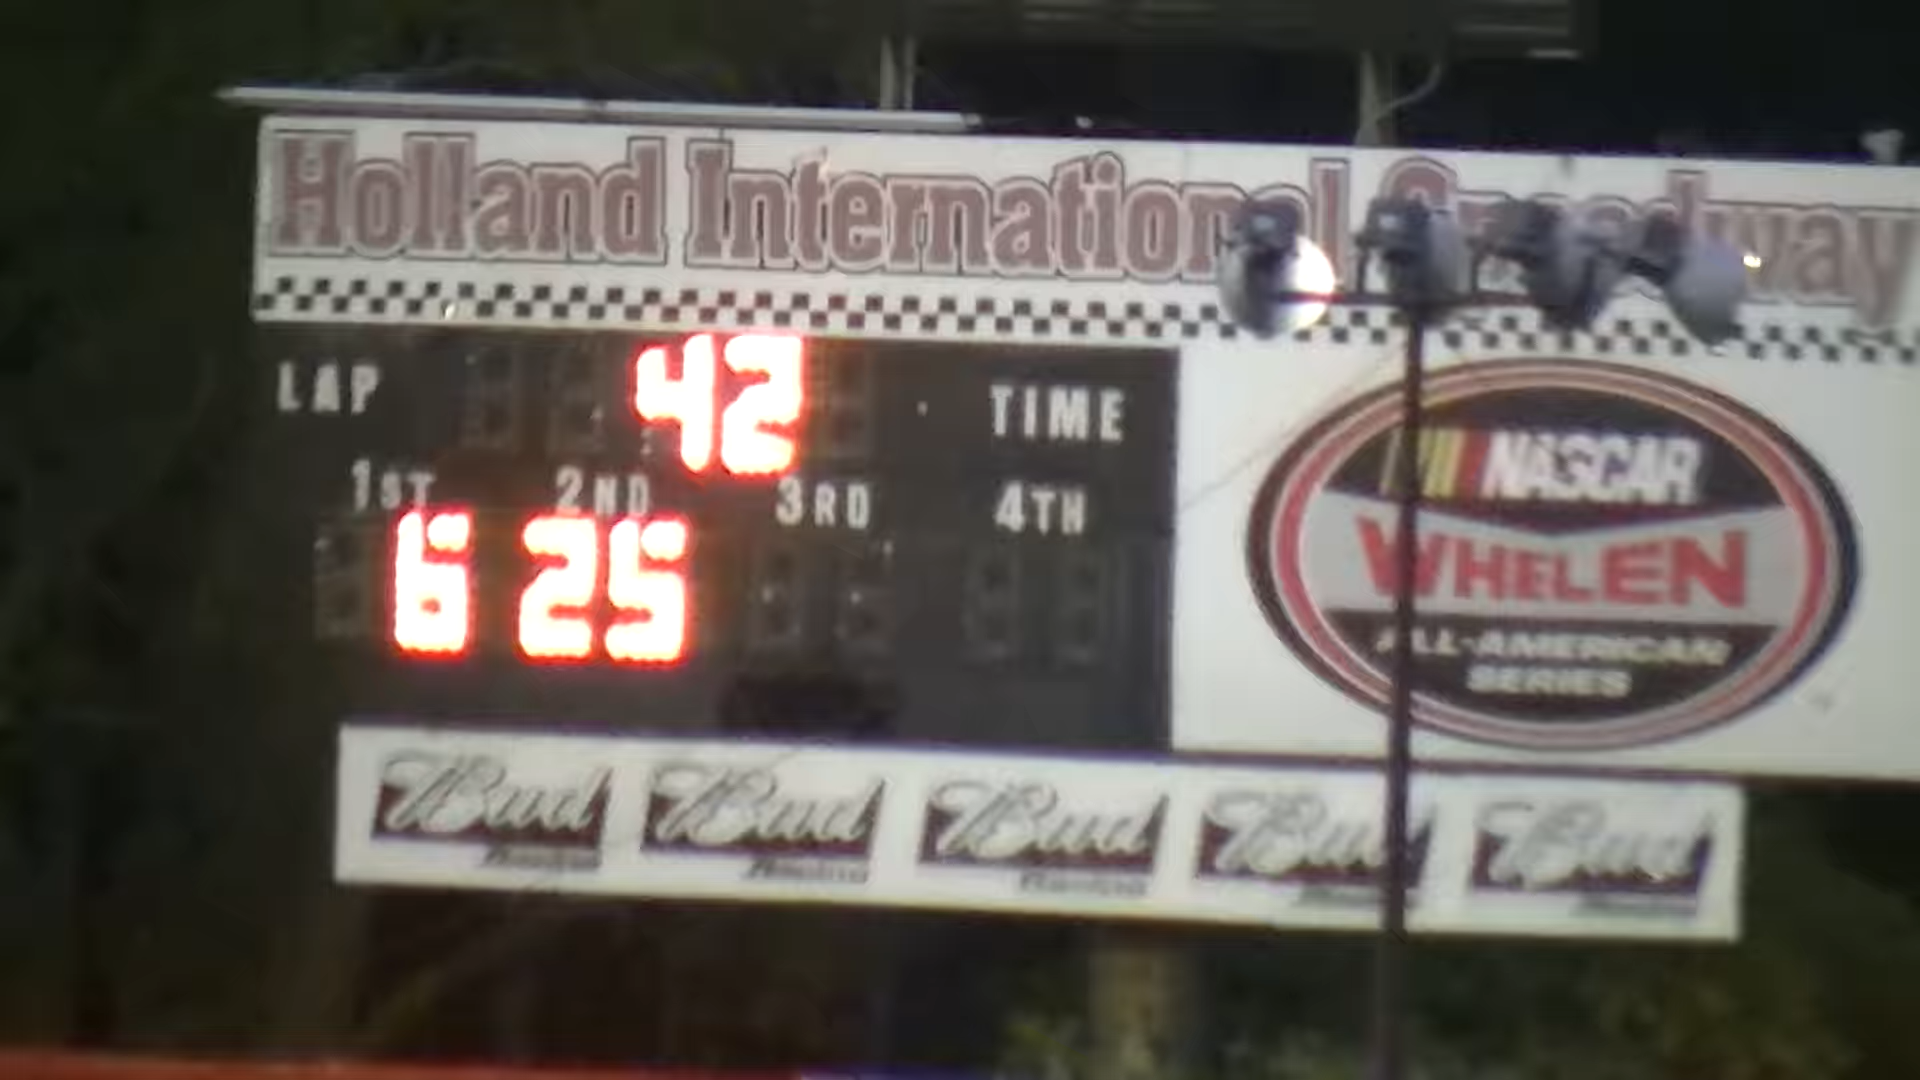 Holland International Speedway
LAP 42 TIME
1ST 2ND 3RD 4TH
6 25
NASCAR
WHELEN
ALL-AMERICAN
SERIES
Bud Bud Bud Bud Bud